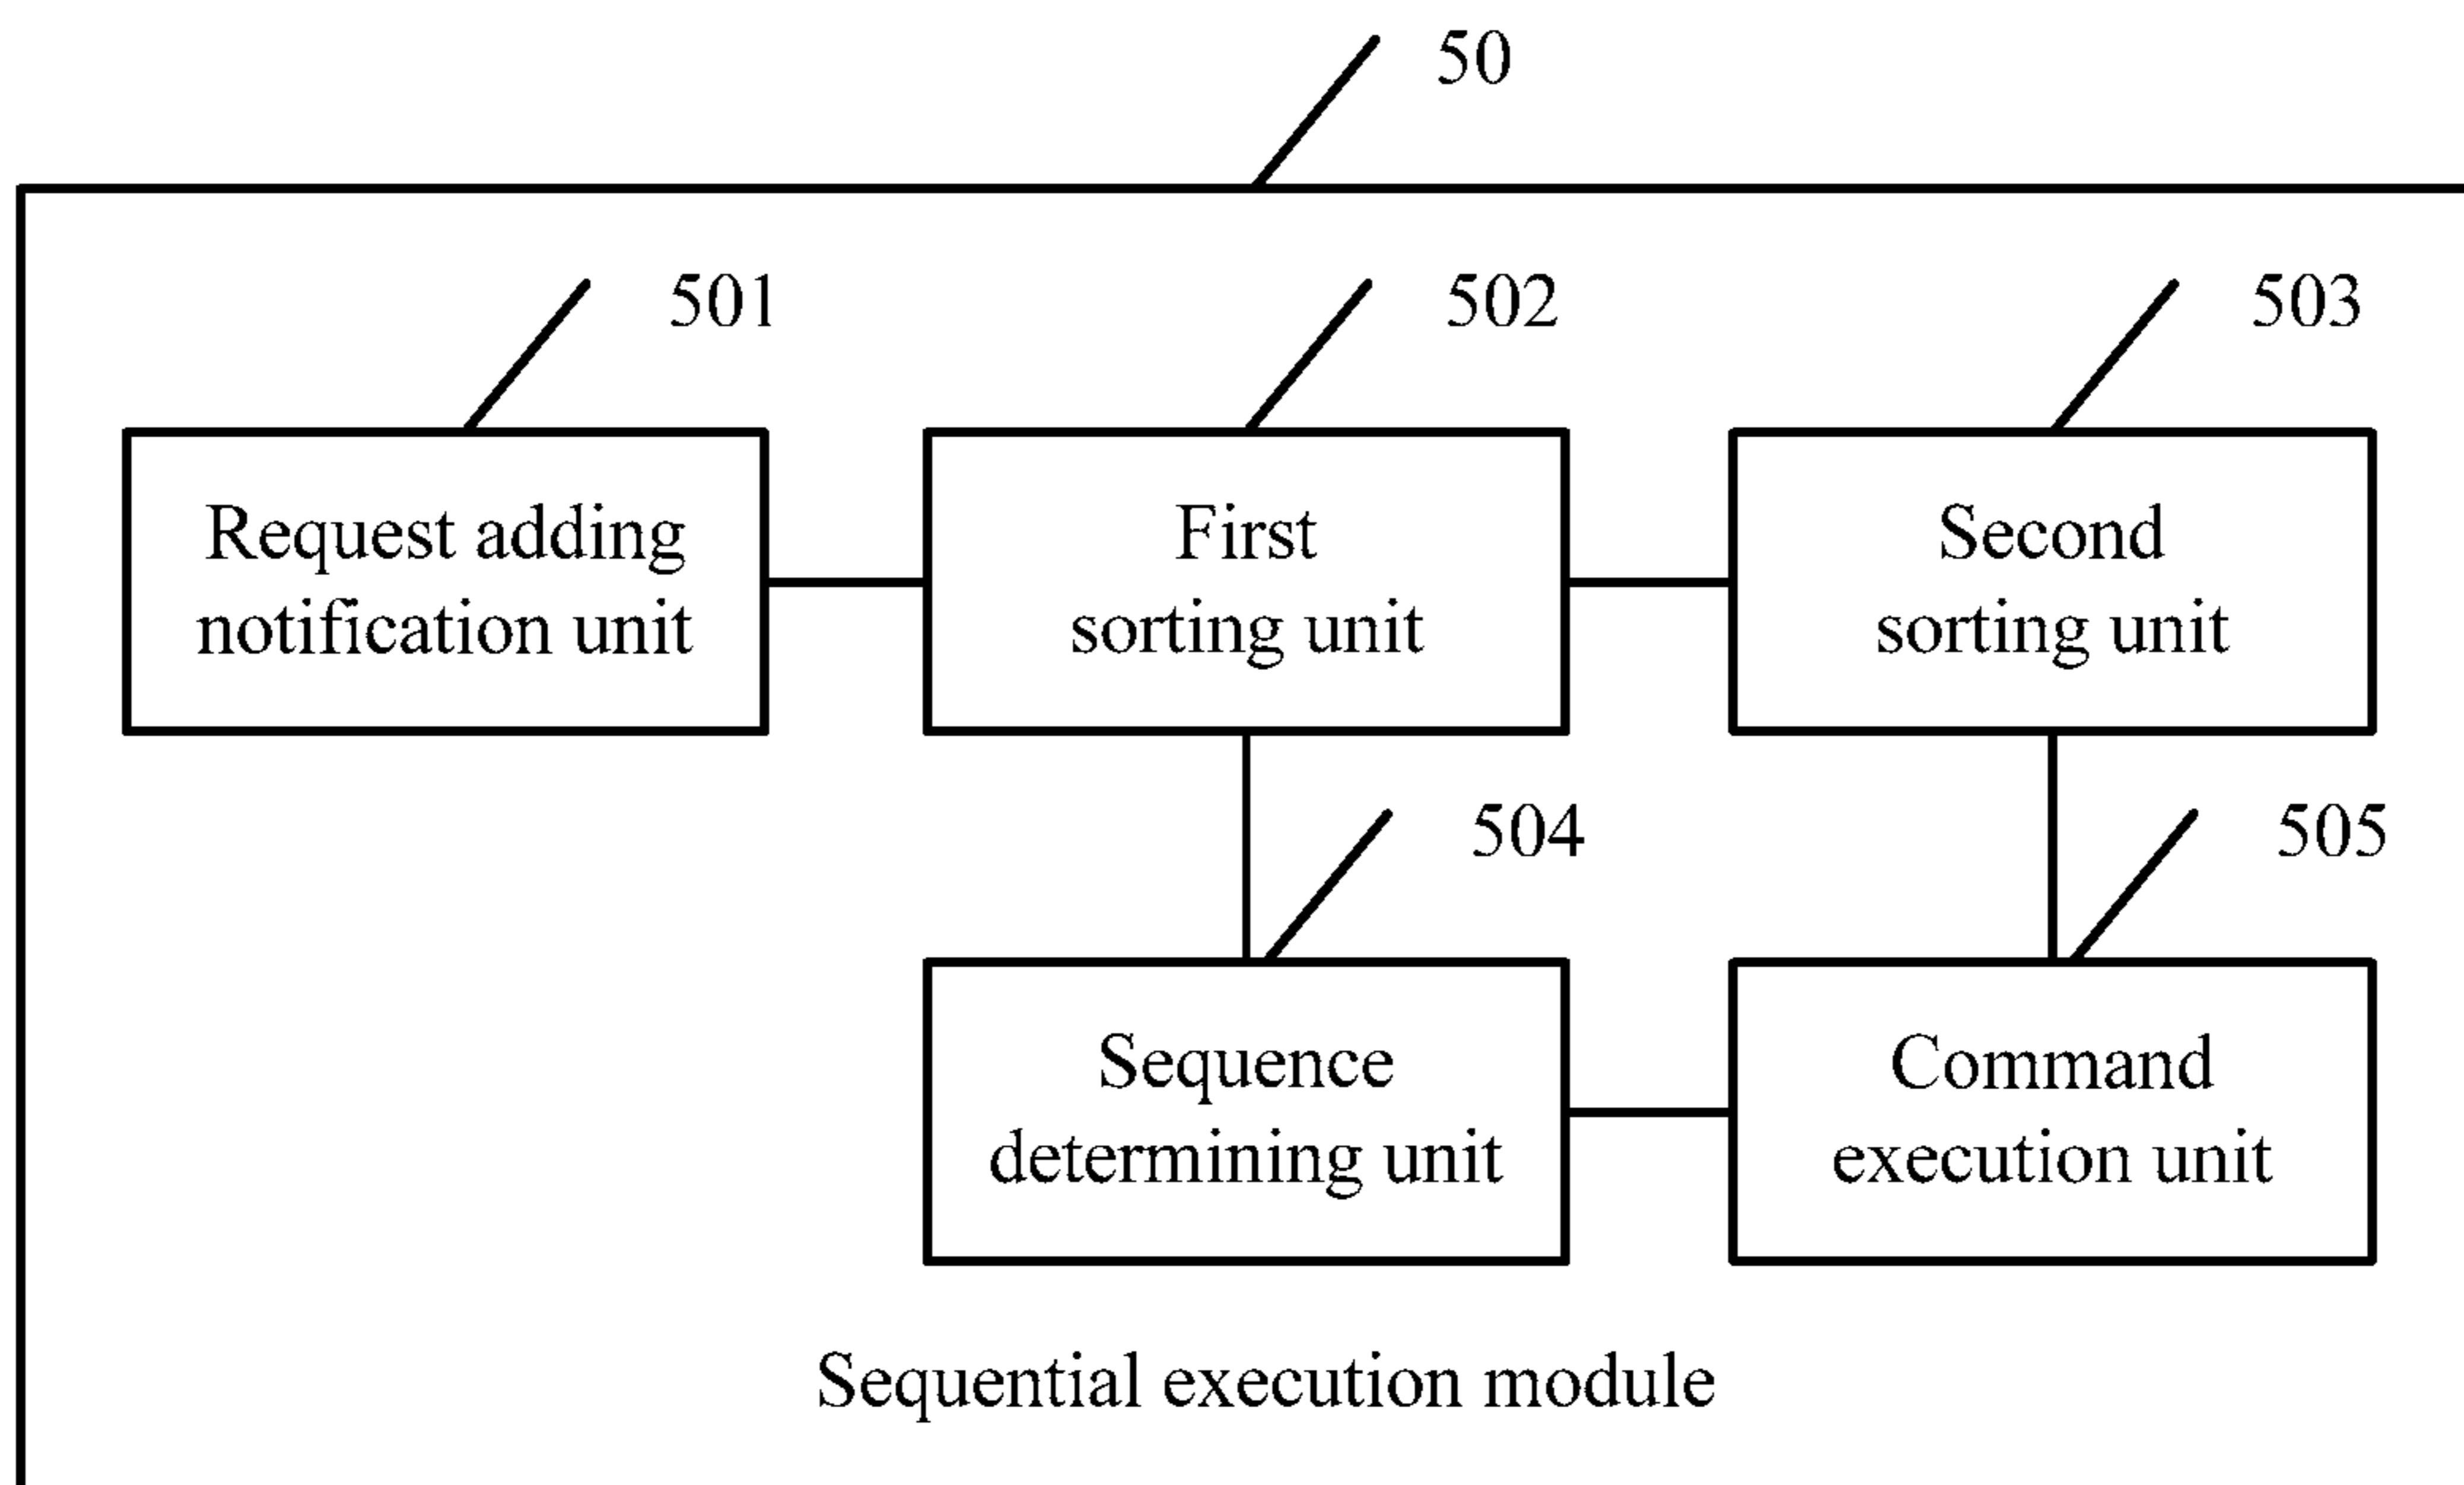 50
501
502
503
Request adding
notification unit
First
sorting unit
Second
sorting unit
504
505
Sequence
determining unit
Command
execution unit
Sequential execution module